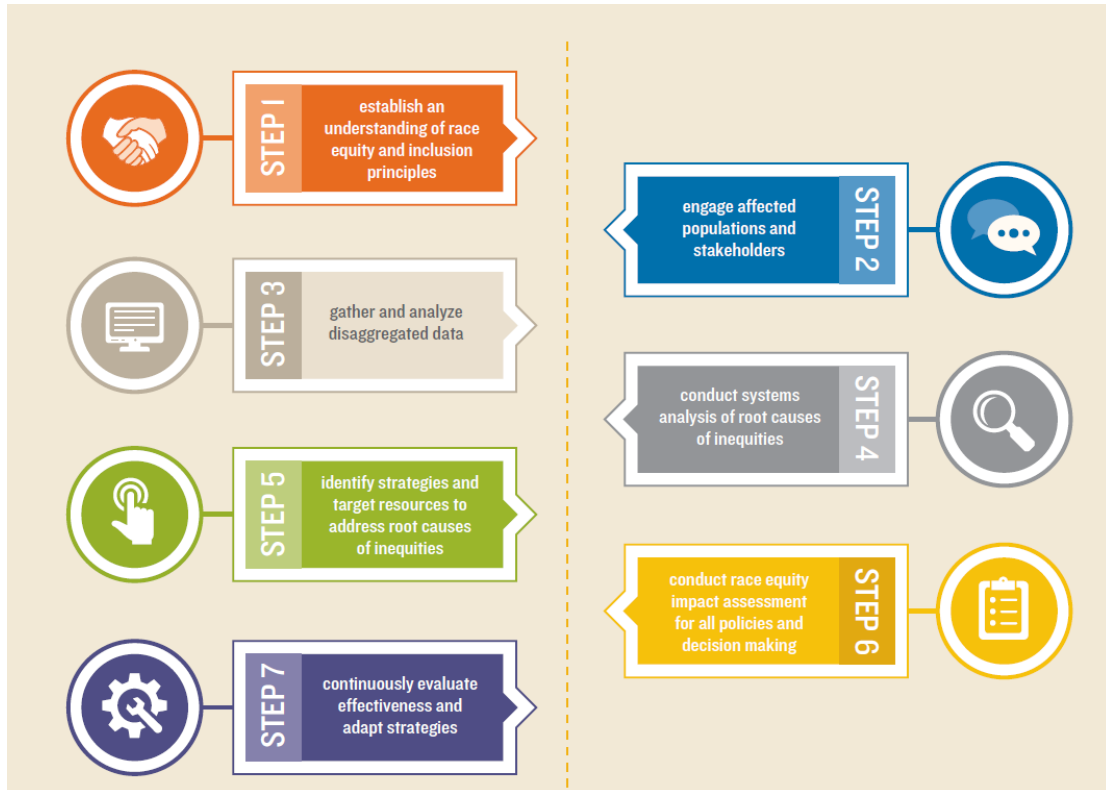 STEP 1
establish an
understanding of race
equity and inclusion
principles
STEP 2
engage affected
populations and
stakeholders
STEP 3
gather and analyze
disaggregated data
STEP 4
conduct systems
analysis of root causes
of inequities
STEP 5
identify strategies and
target resources to
address root causes
of inequities
STEP 6
conduct race equity
impact assessment
for all policies and
decision making
STEP 7
continuously evaluate
effectiveness and
adapt strategies